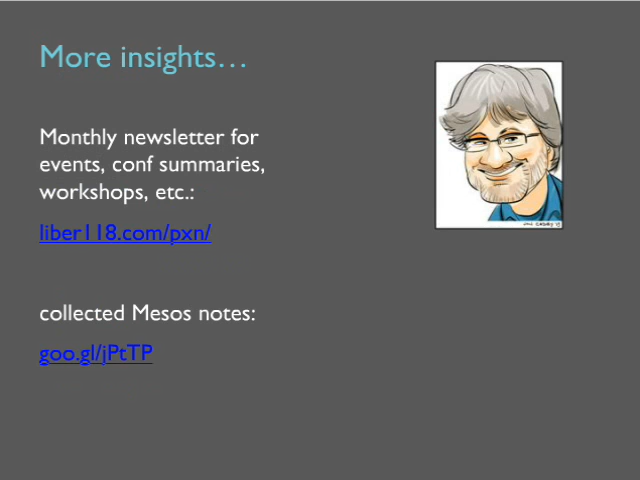 More insights…
Monthly newsletter for
events, conf summaries,
workshops, etc.:
liber118.com/pxn/
collected Mesos notes:
goo.gl/jPtTP